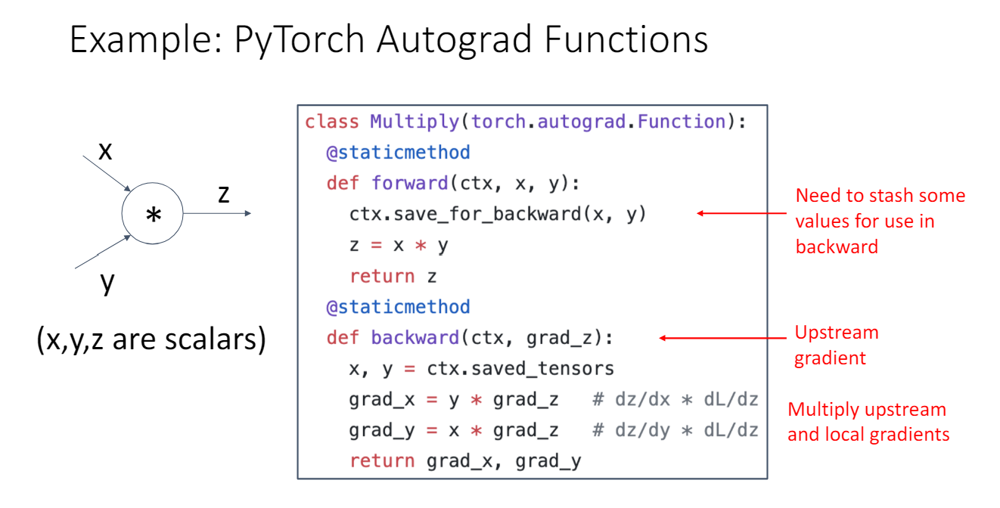 Example: PyTorch Autograd Functions
x
*
z
y
(x,y,z are scalars)
class Multiply(torch.autograd.Function):
  @staticmethod
  def forward(ctx, x, y):
    ctx.save_for_backward(x, y)
    z = x * y
    return z
  @staticmethod
  def backward(ctx, grad_z):
    x, y = ctx.saved_tensors
    grad_x = y * grad_z   # dz/dx * dL/dz
    grad_y = x * grad_z   # dz/dy * dL/dz
    return grad_x, grad_y
Need to stash some
values for use in
backward
Upstream
gradient
Multiply upstream
and local gradients